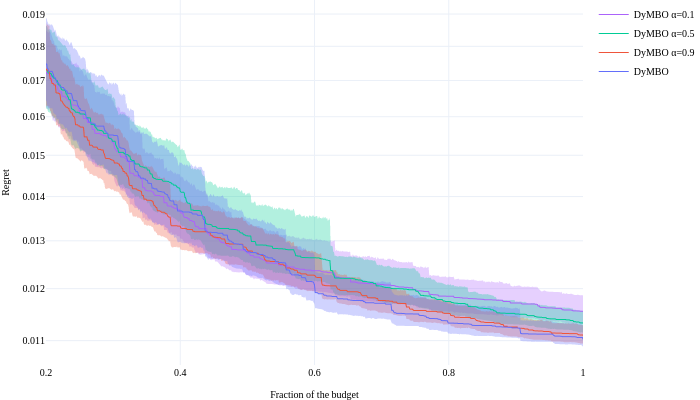 0.019
0.018
0.017
0.016
0.015
0.014
0.013
0.012
0.011
Regret
0.2
0.4
0.6
0.8
1
Fraction of the budget
DyMBO α=0.1
DyMBO α=0.5
DyMBO α=0.9
DyMBO